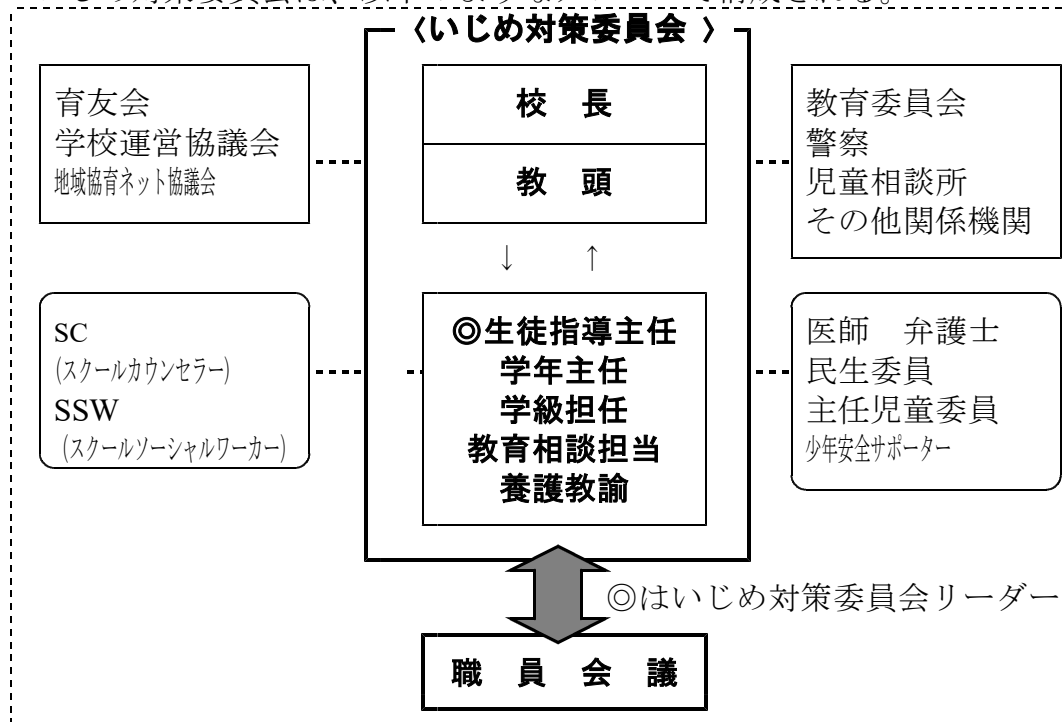 〈いじめ対策委員会 〉
育友会
学校運営協議会
地域協育ネット協議会
校 長
教 頭
教育委員会
警察
児童相談所
その他関係機関
↓ ↑
SC
(スクールカウンセラー)
SSW
(スクールソーシャルワーカー)
◎生徒指導主任
学年主任
学級担任
教育相談担当
養護教諭
医師 弁護士
民生委員
主任児童委員
少年安全サポーター
◎はいじめ対策委員会リーダー
職 員 会 議